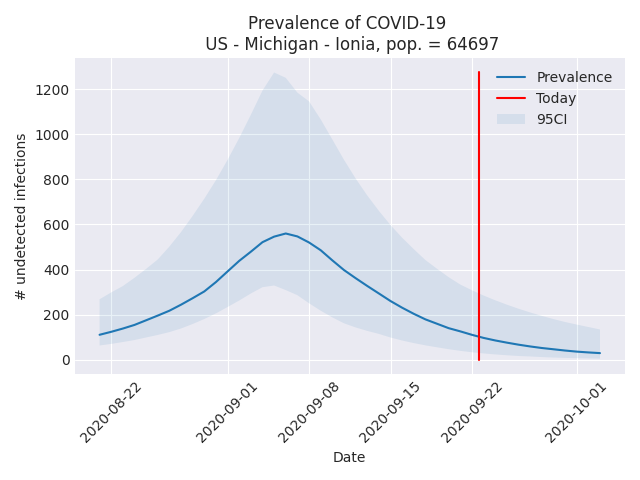 Prevalence of COVID-19
US - Michigan - Ionia, pop. = 64697
Prevalence
Today
95CI
# undetected infections
1200
1000
800
600
400
200
0
2020-08-22
2020-09-01
2020-09-08
2020-09-15
2020-09-22
2020-10-01
Date